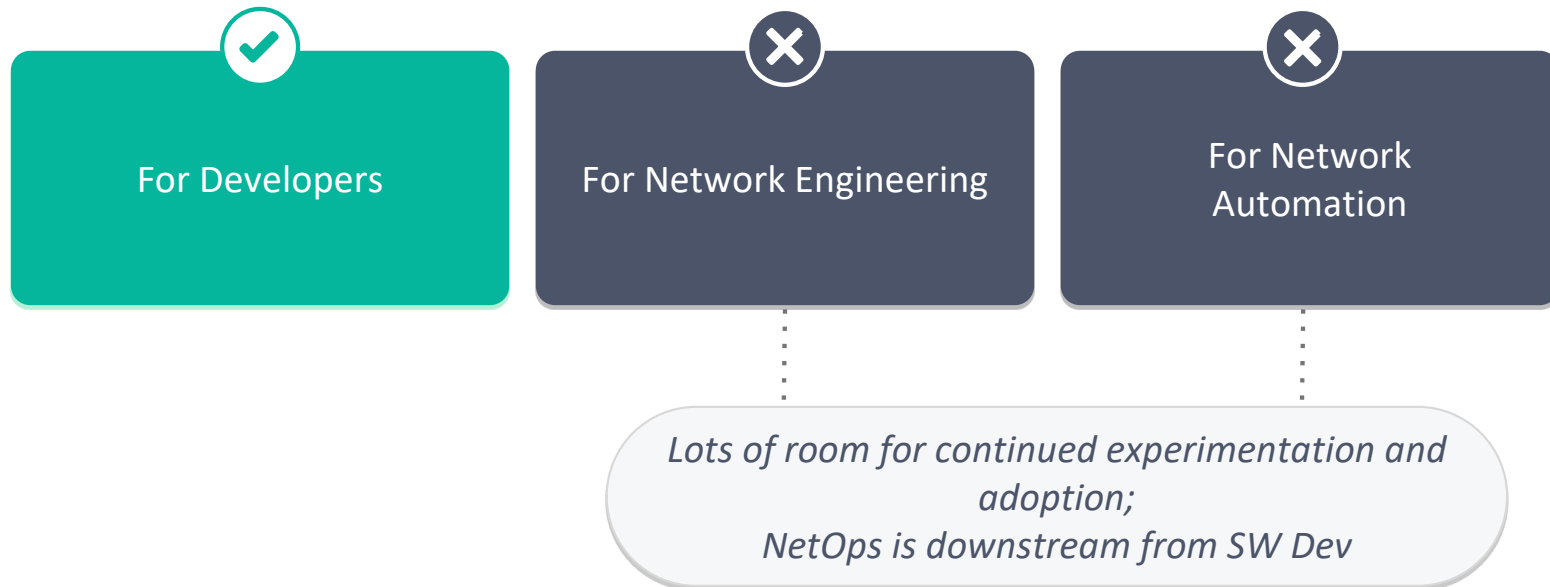 For Developers
For Network Engineering
For Network
Automation
Lots of room for continued experimentation and
adoption;
NetOps is downstream from SW Dev